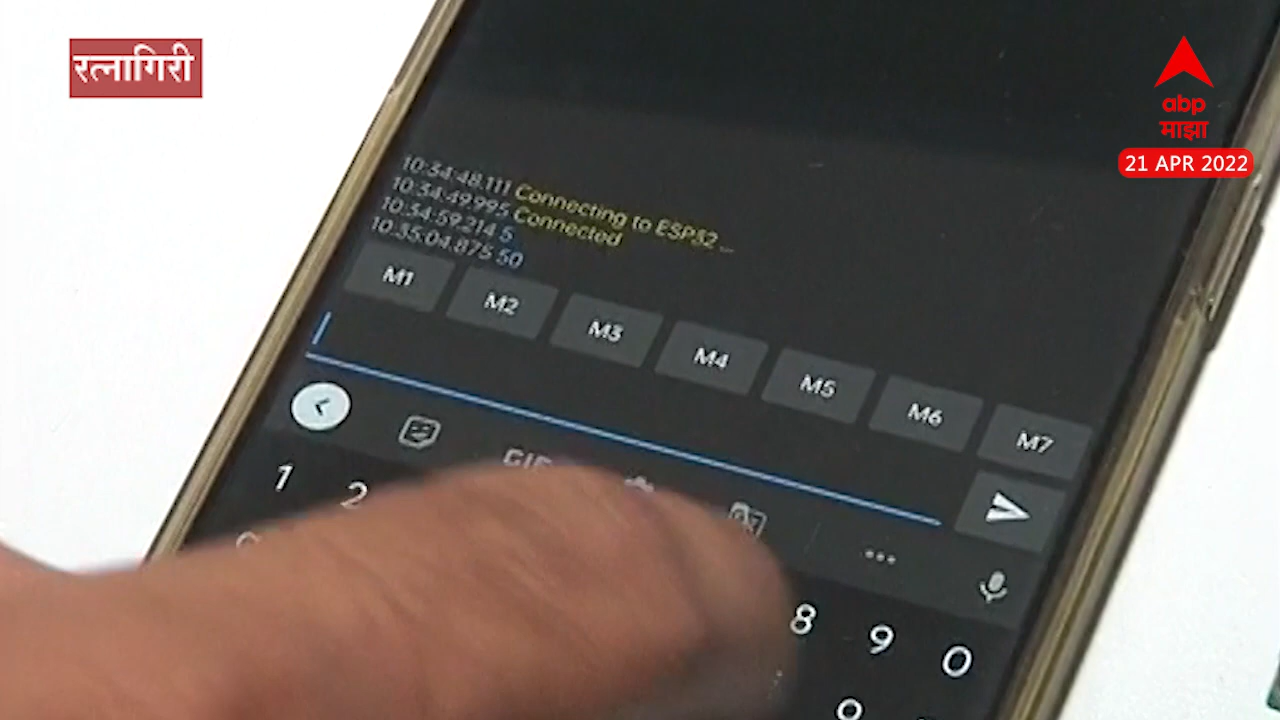 रत्नागिरी
abp
माझा
21 APR 2022
10:34:48.111 Connecting to ESP32 ...
10:34:49.995 Connected
10:34:59.214 5
10:35:04.875 50
M1 M2 M3 M4 M5 M6 M7
GIF
1 2 8 9 0